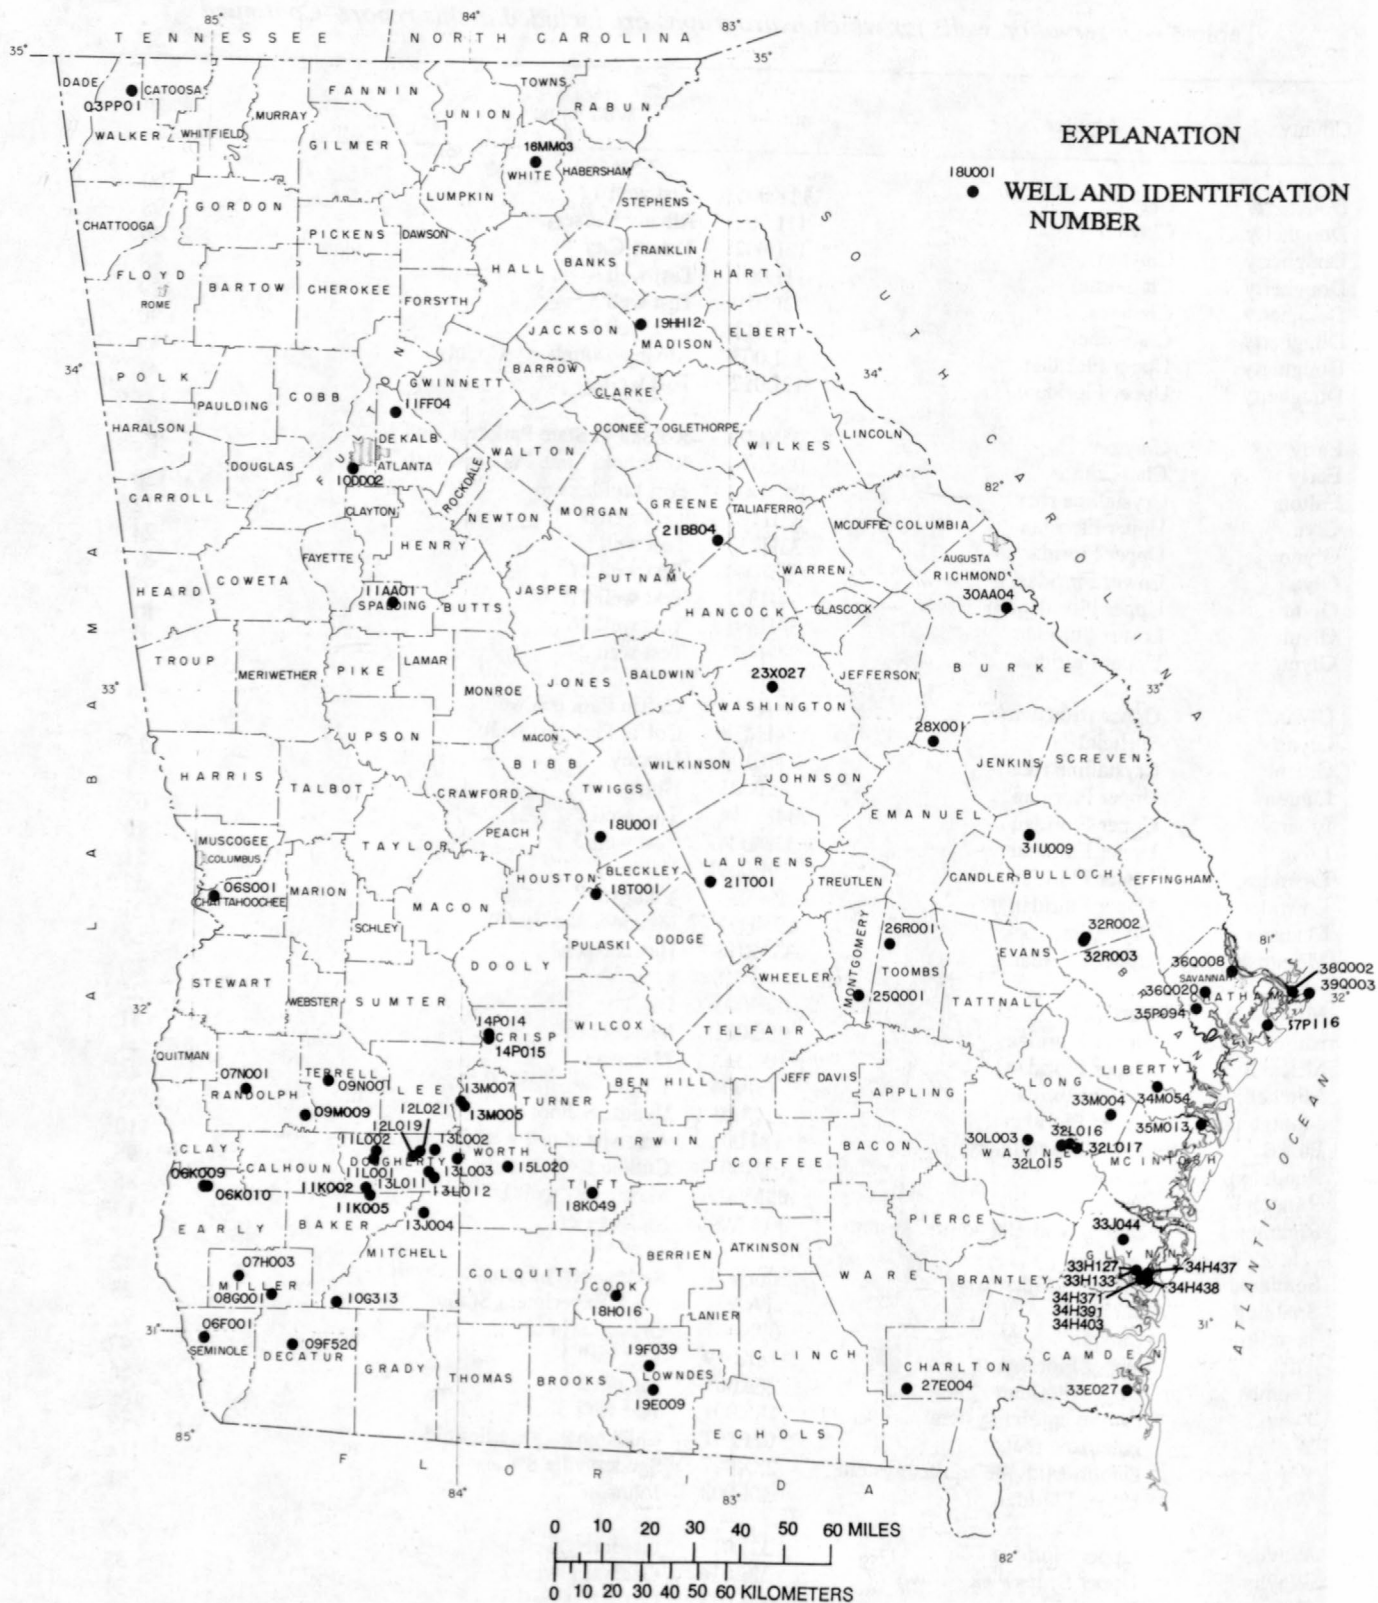 85° 84° 83°
TENNESSEE NORTH CAROLINA
35° 35°
DADE CATOOSA FANNIN TOWNS
03PP01 UNION RABUN
MURRAY
WALKER WHITFIELD
GILMER
EXPLANATION
16MM03
WHITE HABERSHAM
18U001
WELL AND IDENTIFICATION
NUMBER
LUMPKIN
STEPHENS
GORDON
CHATTOOGA
PICKENS DAWSON
SOUTH CAROLINA
FRANKLIN
BANKS
HALL HART
FLOYD
BARTOW CHEROKEE
FORSYTH
ROME
19HH12
JACKSON ELBERT
MADISON
34° 34°
BARROW
POLK GWINNETT
CLARKE
COBB
PAULDING
11FF04
HARALSON
OCONEE OGLETHORPE
LINCOLN
DEKALB
FULTON
WALTON WILKES
DOUGLAS ATLANTA
10DD02
ROCKDALE
CARROLL 82°
GREENE
CLAYTON TALIAFERRO
NEWTON MORGAN
21BB04
MCDUFFE COLUMBIA
HENRY
FAYETTE AUGUSTA
WARREN
COWETA PUTNAM RICHMOND
HEARD JASPER
11AA01 30AA04
SPALDING BUTTS
HANCOCK GLASCOCK
ALABAMA
TROUP LAMAR
PIKE BURKE
MERIWETHER BALDWIN 23X027 JEFFERSON
JONES
33° MONROE 33°
WASHINGTON
28X001
UPSON MACON
BIBB
WILKINSON JENKINS SCREVEN
HARRIS JOHNSON
TALBOT
CRAWFORD TWIGGS
EMANUEL
18U001
PEACH
MUSCOGEE TAYLOR
31U009
COLUMBUS
LAURENS
HOUSTON BLECKLEY
21T001
CANDLER BULLOCH EFFINGHAM
06S001 MARION 18T001 TREUTLEN
CHATTAHOOCHEE
MACON
SCHLEY
32R002
MONTGOMERY
26R001 81°
PULASKI DODGE
EVANS 32R003
DOOLY 36Q008 38Q002
TOOMBS
WHEELER SAVANNAH
STEWART 39Q003
36Q020
CHATHAM
WEBSTER SUMTER 25Q001
TATTNALL 32°
32° 35P094
BRYAN
14P014 37P116
WILCOX TELFAIR
CRISP
14P015
QUITMAN
LIBERTY
TERRELL
07N001
BEN HILL JEFF DAVIS
LONG
09N001 LEE 13M007
RANDOLPH TURNER APPLING
34M054
12L021 33M004
09M009 13M005
12L019 35M013
32L016
11L002 13L002 IRWIN
CLAY 30L003
BACON
WORTH 32L017
COFFEE WAYNE
DOUGHERTY 32L015
CALHOUN 13L003 15L020 MCINTOSH
11L001
06K009 13L011
11K002 13L012 TIFT
06K010 18K049
11K005
PIERCE
EARLY BAKER 13J004 33J044
MITCHELL
GLYNN
BERRIEN ATKINSON
07H003
33H127 34H437
COLQUITT WARE
MILLER COOK BRANTLEY 33H133 34H438
08G001 34H371
10G313 18H016
34H391
LANIER
06F001 34H403
31° 31°
SEMINOLE
09F520 19F039
DECATUR CLINCH CAMDEN
GRADY
CHARLTON
THOMAS BROOKS LOWNDES
27E004 33E027
19E009
ECHOLS
ATLANTIC OCEAN
85°
FLORIDA
84° 83°
82°
0 10 20 30 40 50 60 MILES
0 10 20 30 40 50 60 KILOMETERS